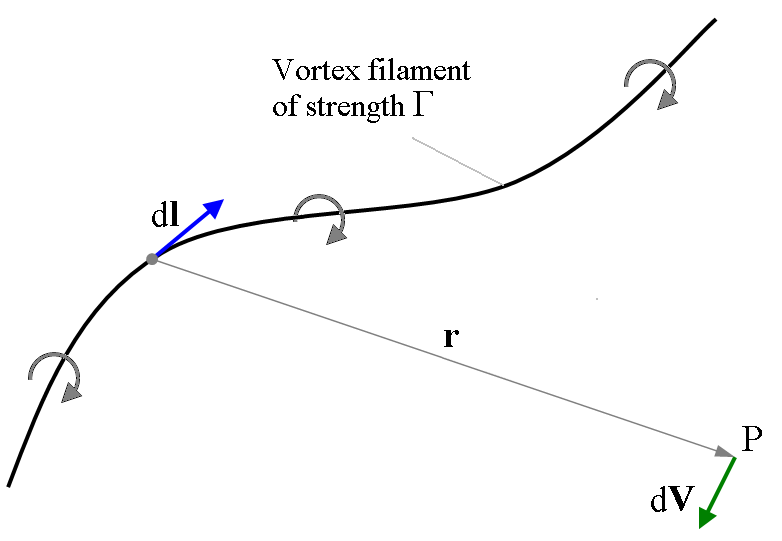 Vortex filament
of strength Γ
dl
r
P
dV